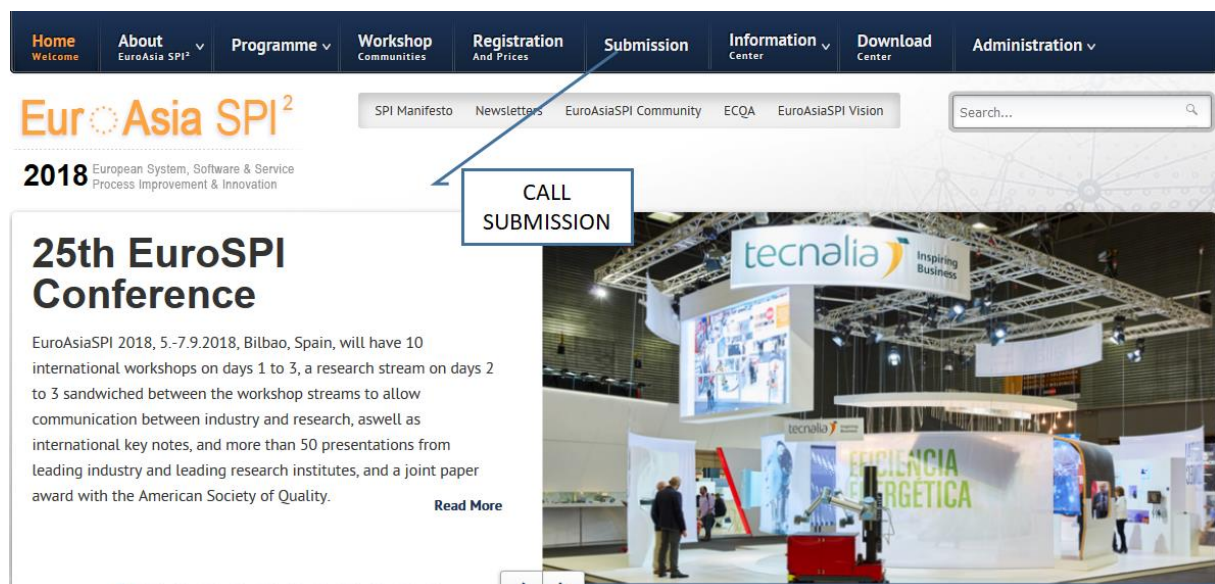 Home
Welcome
About
EuroAsia SPI²
Programme
Workshop
Communities
Registration
And Prices
Submission
Information
Center
Download
Center
Administration
EuroAsia SPI²
SPI Manifesto Newsletters EuroAsiaSPI Community ECQA EuroAsiaSPI Vision
Search...
2018 European System, Software & Service
Process Improvement & Innovation
CALL
SUBMISSION
25th EuroSPI
Conference
EuroAsiaSPI 2018, 5.-7.9.2018, Bilbao, Spain, will have 10
international workshops on days 1 to 3, a research stream on days 2
to 3 sandwiched between the workshop streams to allow
communication between industry and research, aswell as
international key notes, and more than 50 presentations from
leading industry and leading research institutes, and a joint paper
award with the American Society of Quality.
Read More
tecnalia Inspiring
Business
tecnalia
EFICIENCIA
ENERGÉTICA